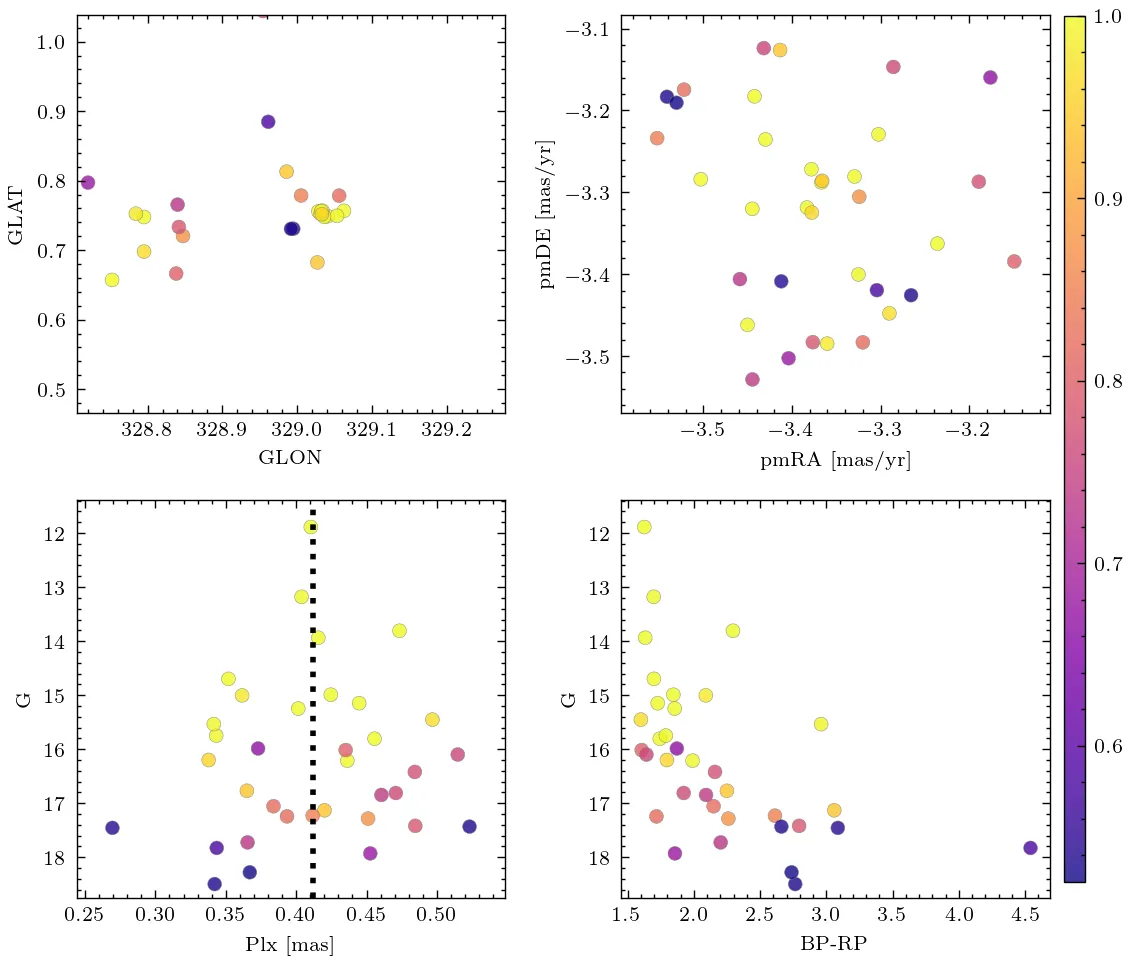 1.0
0.9
0.8
0.7
0.6
0.5
GLAT
328.8 328.9 329.0 329.1 329.2
GLON
−3.1
−3.2
−3.3
−3.4
−3.5
pmDE [mas/yr]
−3.5 −3.4 −3.3 −3.2
pmRA [mas/yr]
1.0
0.9
0.8
0.7
0.6
12
13
14
15
16
17
18
G
0.25 0.30 0.35 0.40 0.45 0.50
Plx [mas]
12
13
14
15
16
17
18
G
1.5 2.0 2.5 3.0 3.5 4.0 4.5
BP-RP